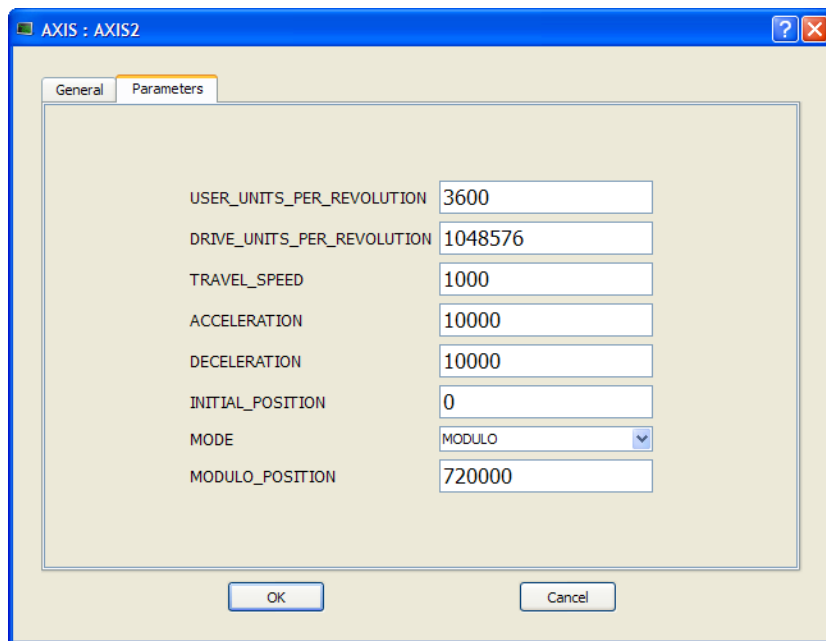 AXIS : AXIS2
General Parameters
USER_UNITS_PER_REVOLUTION 3600
DRIVE_UNITS_PER_REVOLUTION 1048576
TRAVEL_SPEED 1000
ACCELERATION 10000
DECELERATION 10000
INITIAL_POSITION 0
MODE MODULO
MODULO_POSITION 720000
OK Cancel